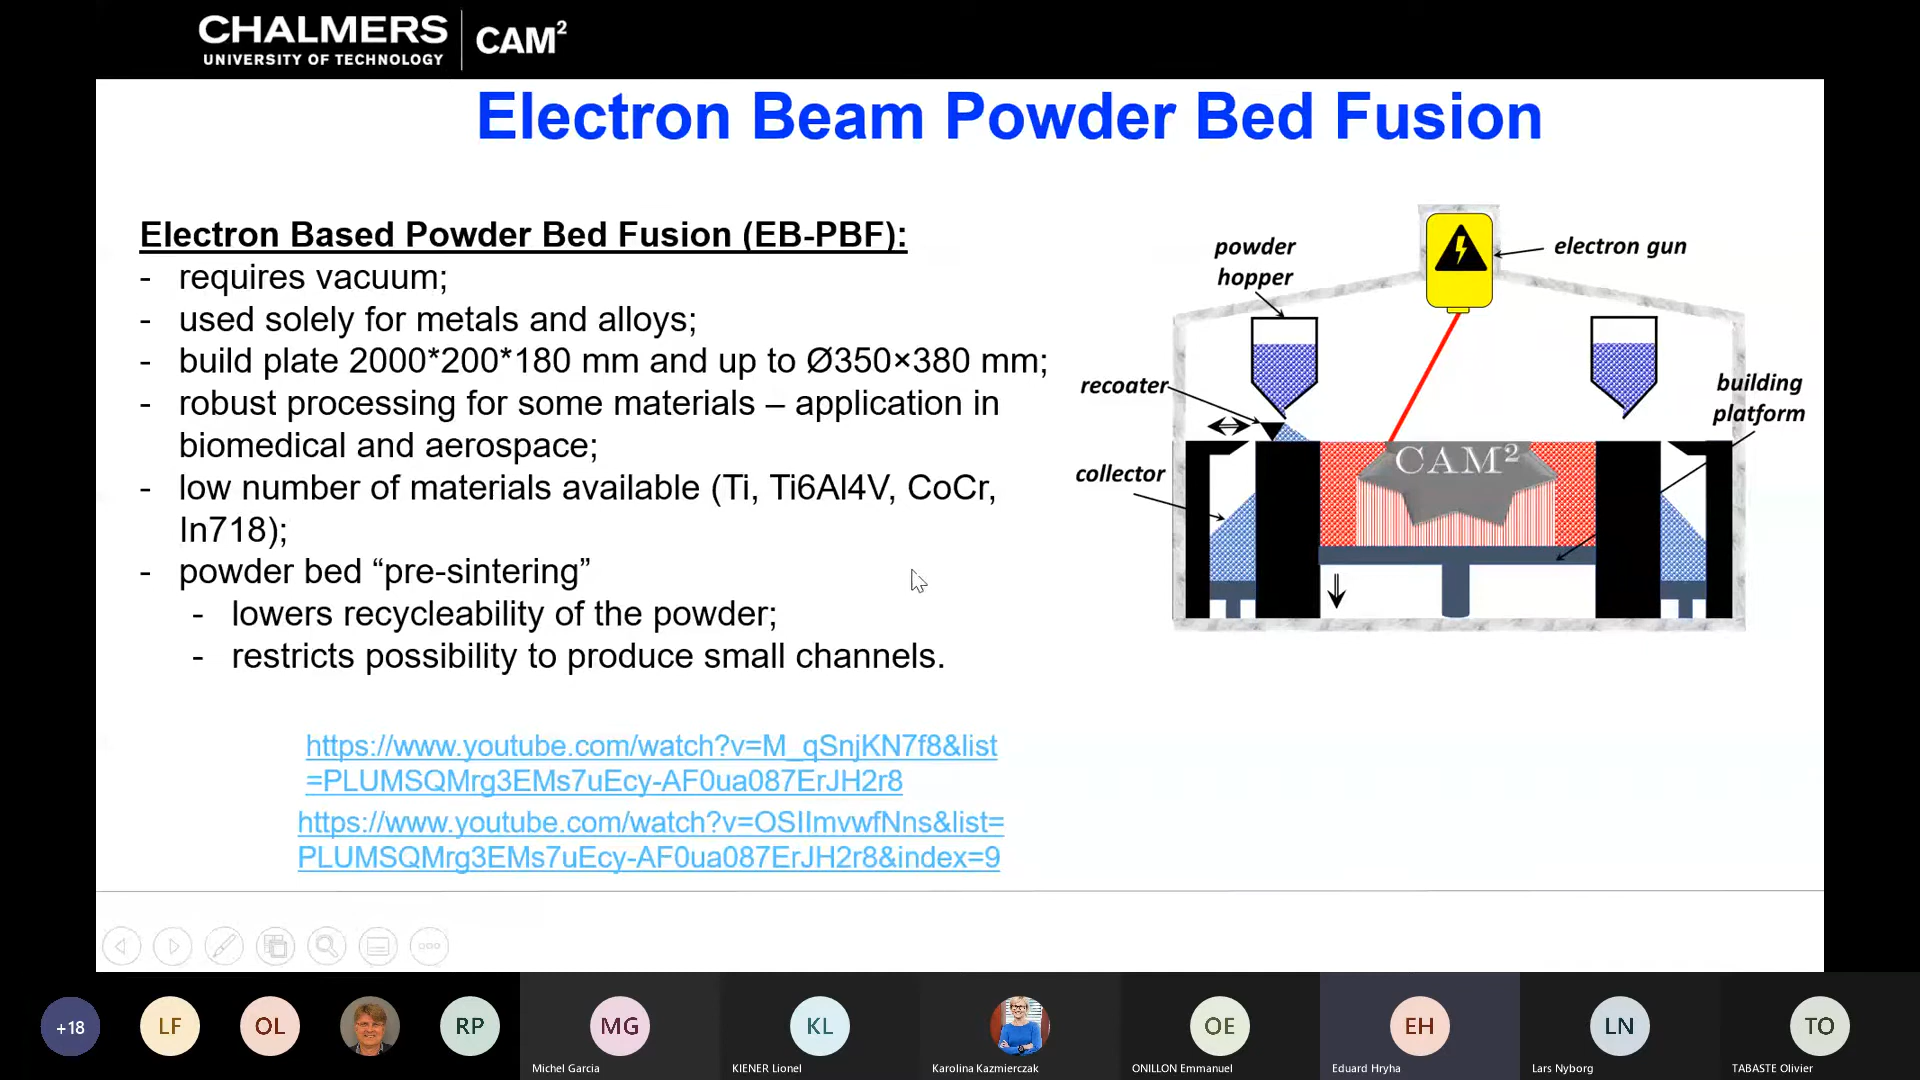 CHALMERS
UNIVERSITY OF TECHNOLOGY
CAM²
Electron Beam Powder Bed Fusion
Electron Based Powder Bed Fusion (EB-PBF):
- requires vacuum;
- used solely for metals and alloys;
- build plate 2000*200*180 mm and up to Ø350×380 mm;
- robust processing for some materials – application in
biomedical and aerospace;
- low number of materials available (Ti, Ti6Al4V, CoCr,
In718);
- powder bed “pre-sintering”
- lowers recycleability of the powder;
- restricts possibility to produce small channels.
https://www.youtube.com/watch?v=M_qSnjKN7f8&list
=PLUMSQMrg3EMs7uEcy-AF0ua087ErJH2r8
https://www.youtube.com/watch?v=OSIImvwfNns&list=
PLUMSQMrg3EMs7uEcy-AF0ua087ErJH2r8&index=9
powder
hopper
electron gun
recoater
building
platform
collector
CAM²
+18
LF
OL
RP
MG
KL
OE
EH
LN
TO
Michel Garcia
KIENER Lionel
Karolina Kazmierczak
ONILLON Emmanuel
Eduard Hryha
Lars Nyborg
TABASTE Olivier